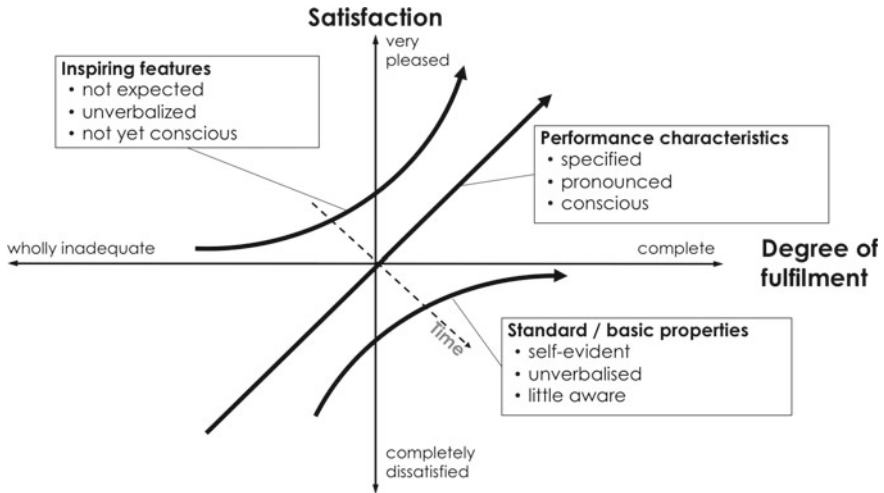 Satisfaction
very
pleased
Inspiring features
• not expected
• unverbalized
• not yet conscious
Performance characteristics
• specified
• pronounced
• conscious
wholly inadequate
complete
Degree of
fulfilment
Time
Standard / basic properties
• self-evident
• unverbalised
• little aware
completely
dissatisfied